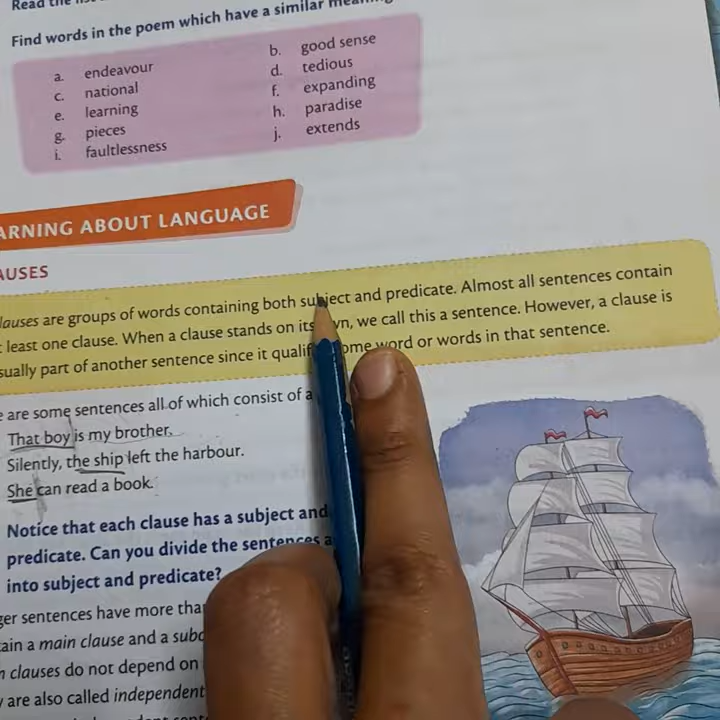 Read the
Find words in the poem which have a similar meaning
a. endeavour
b. good sense
c. national
d. tedious
e. learning
f. expanding
g. pieces
h. paradise
i. faultlessness
j. extends
ARNING ABOUT LANGUAGE
AUSES
lauses are groups of words containing both subject and predicate. Almost all sentences contain
t least one clause. When a clause stands on its wn, we call this a sentence. However, a clause is
sually part of another sentence since it qualif ome word or words in that sentence.
e are some sentences all of which consist of a
That boy is my brother.
Silently, the ship left the harbour.
She can read a book.
Notice that each clause has a subject and
predicate. Can you divide the sentences a
into subject and predicate?
ger sentences have more tha
tain a main clause and a subo
n clauses do not depend on
y are also called independent